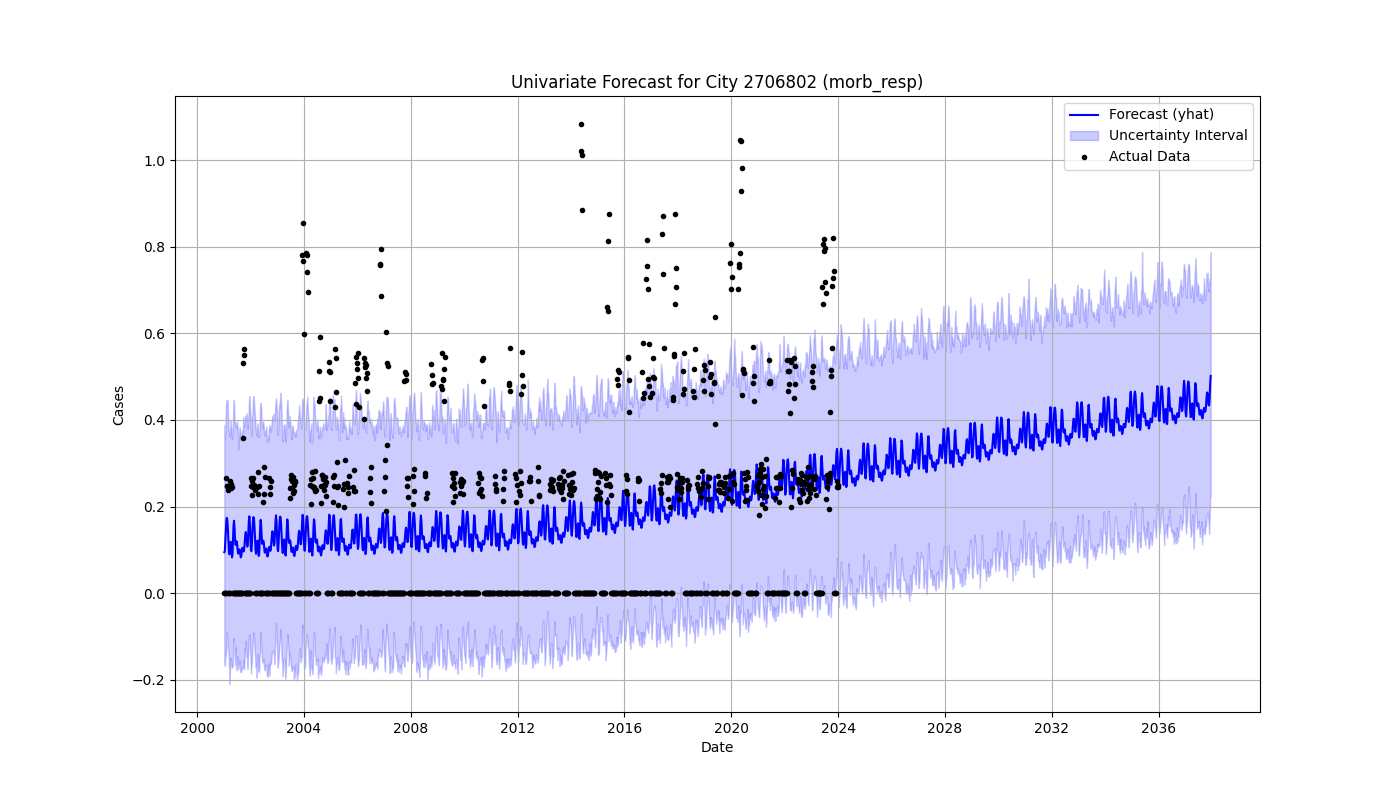 Univariate Forecast for City 2706802 (morb_resp)
Forecast (yhat)
Uncertainty Interval
Actual Data
1.0
0.8
0.6
0.4
0.2
0.0
−0.2
Cases
2000 2004 2008 2012 2016 2020 2024 2028 2032 2036
Date